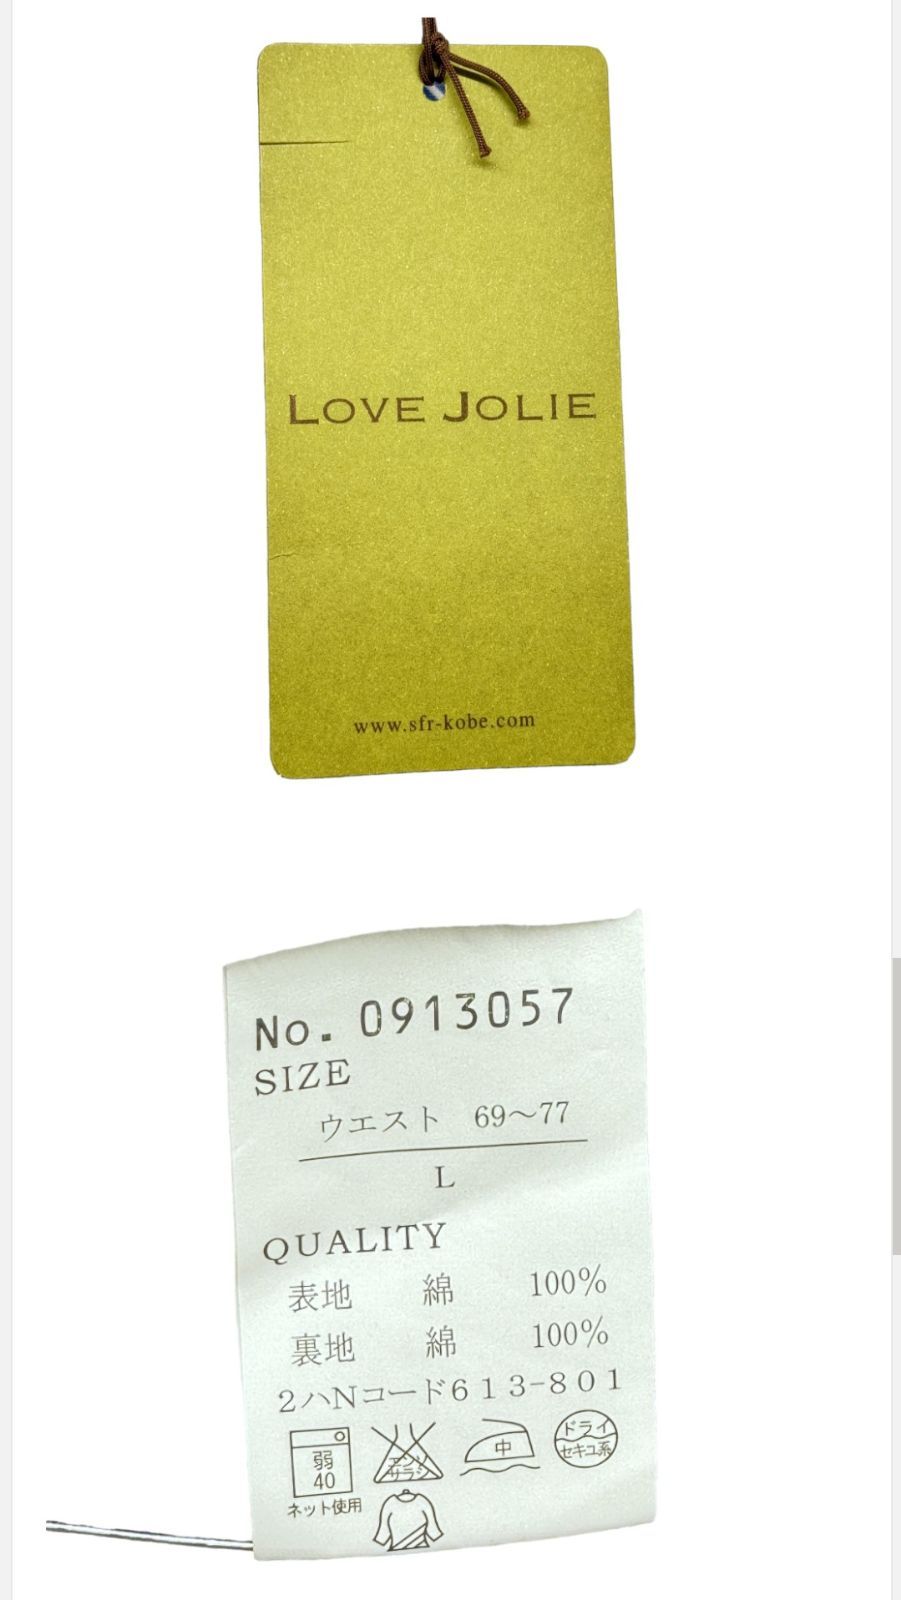 LOVE JOLIE
www.sfr-kobe.com
No. 0913057
SIZE
ウエスト 69〜77
L
QUALITY
表地 綿 100%
裏地 綿 100%
2ハNコード613-801
弱
40
エンソ
サラシ
中
ドライ
セキユ系
ネット使用